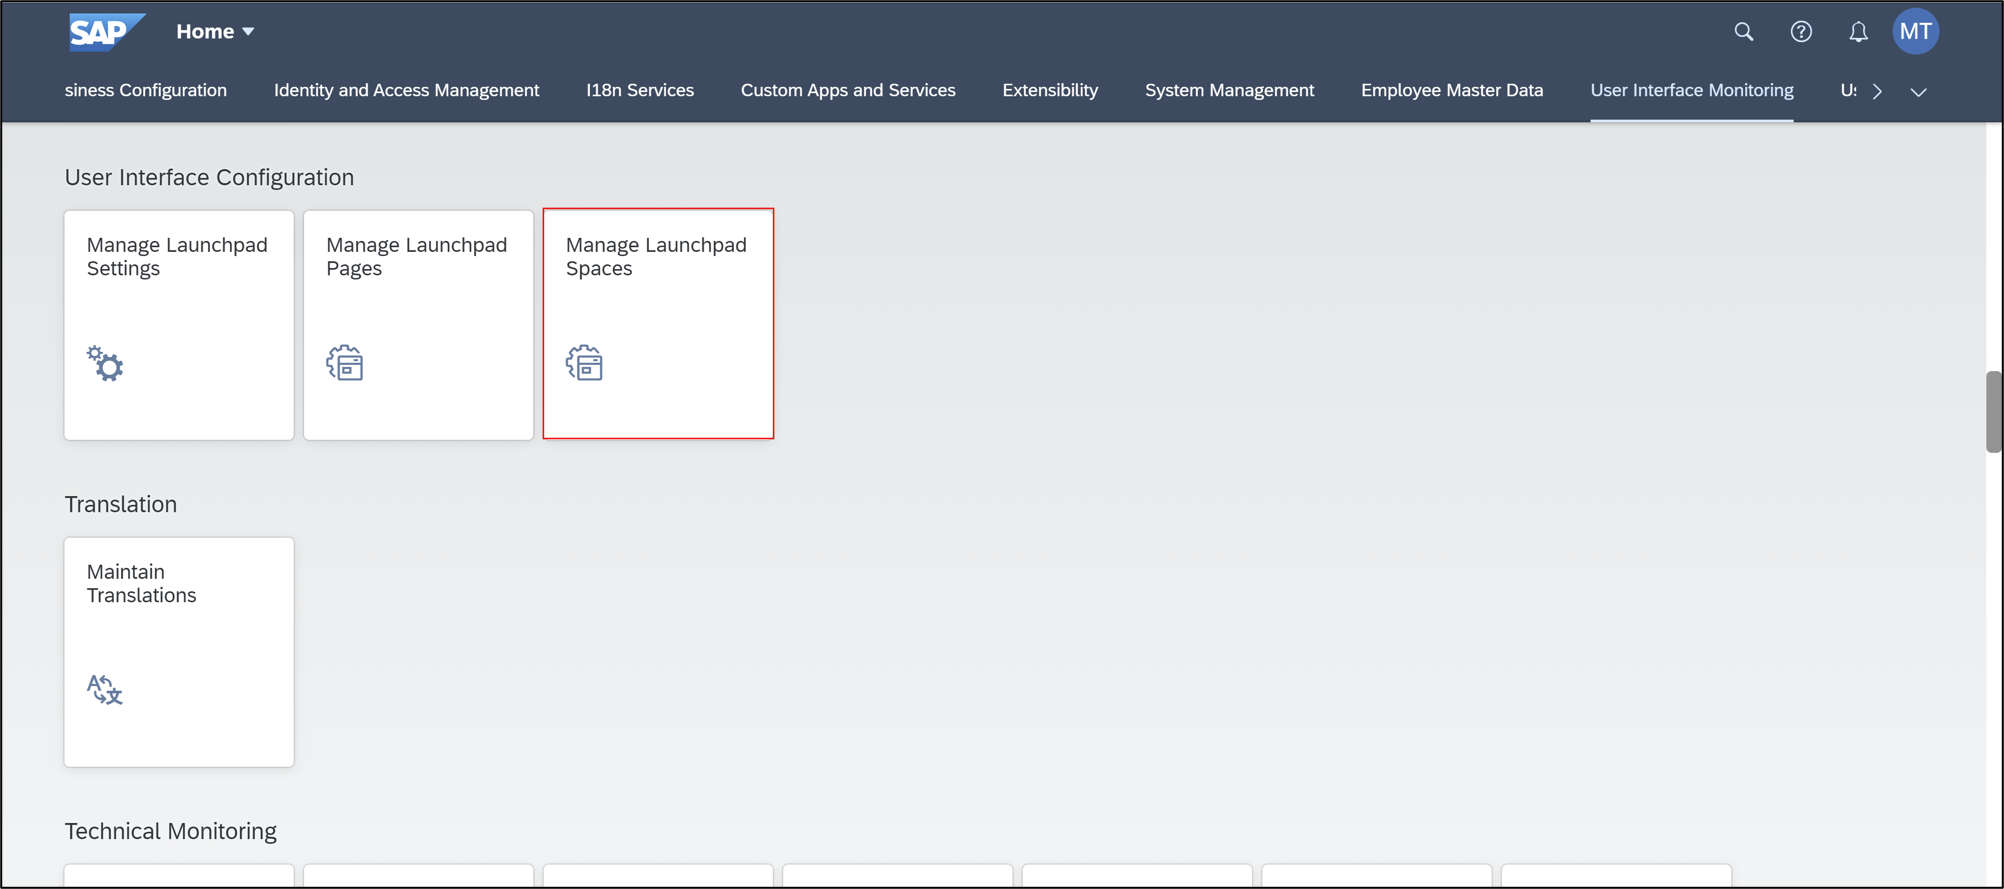 SAP Home
MT
siness Configuration Identity and Access Management I18n Services Custom Apps and Services Extensibility System Management Employee Master Data User Interface Monitoring
User Interface Configuration
Manage Launchpad
Settings
Manage Launchpad
Pages
Manage Launchpad
Spaces
Translation
Maintain
Translations
Technical Monitoring